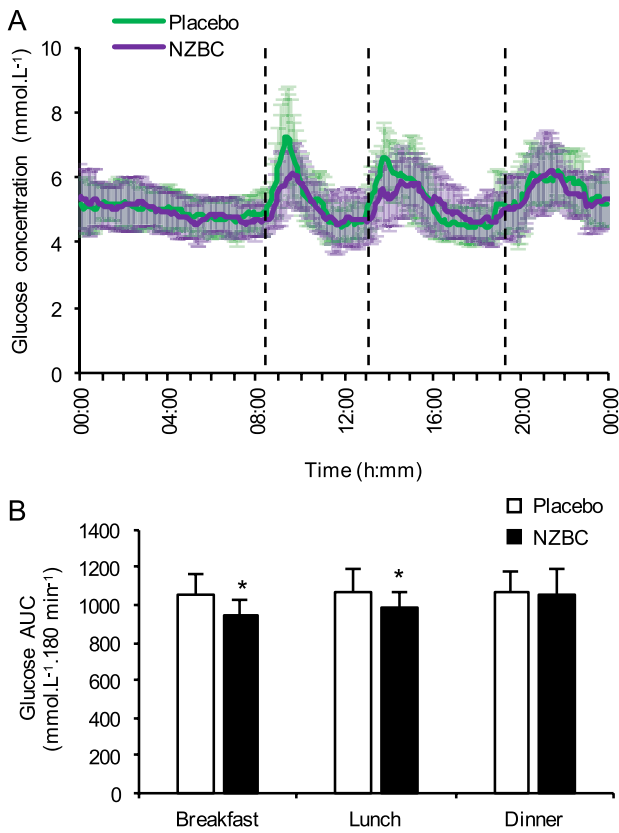 A
Placebo
NZBC
Glucose concentration (mmol.L⁻¹)
10
8
6
4
2
0
00:00
04:00
08:00
12:00
16:00
20:00
00:00
Time (h:mm)
B
Placebo
NZBC
Glucose AUC
(mmol.L⁻¹.180 min⁻¹)
1400
1200
1000
800
600
400
200
0
*
*
Breakfast
Lunch
Dinner